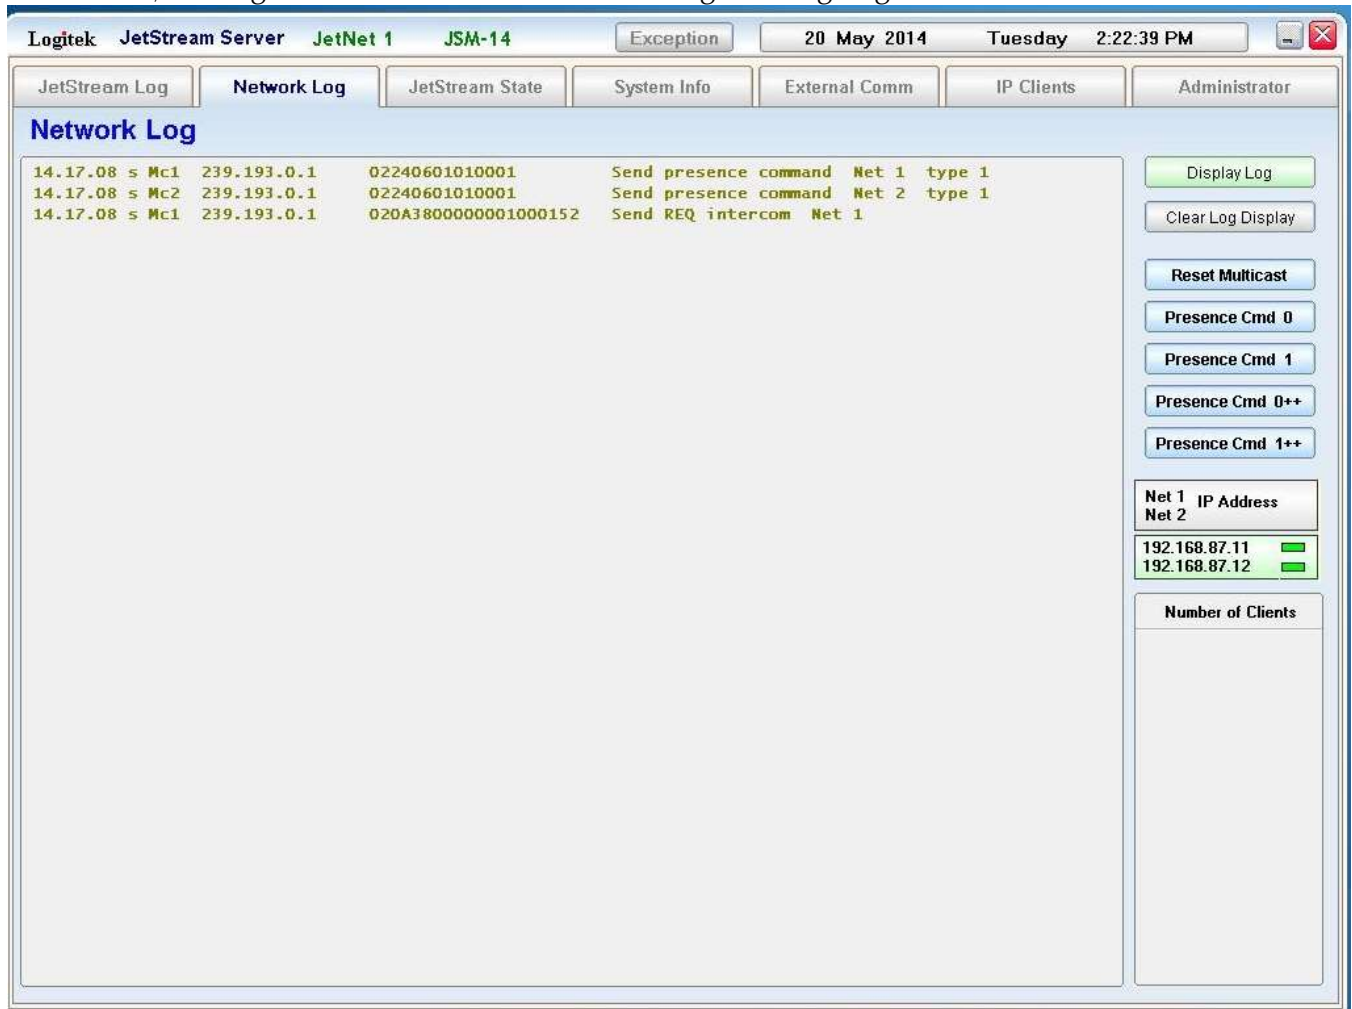 Logitek JetStream Server JetNet 1 JSM-14 Exception 20 May 2014 Tuesday 2:22:39 PM
JetStream Log Network Log JetStream State System Info External Comm IP Clients Administrator
Network Log
14.17.08 s Mc1 239.193.0.1 02240601010001 Send presence command Net 1 type 1
14.17.08 s Mc2 239.193.0.1 02240601010001 Send presence command Net 2 type 1
14.17.08 s Mc1 239.193.0.1 020A3800000001000152 Send REQ intercom Net 1
Display Log
Clear Log Display
Reset Multicast
Presence Cmd 0
Presence Cmd 1
Presence Cmd 0++
Presence Cmd 1++
Net 1 IP Address
Net 2
192.168.87.11
192.168.87.12
Number of Clients